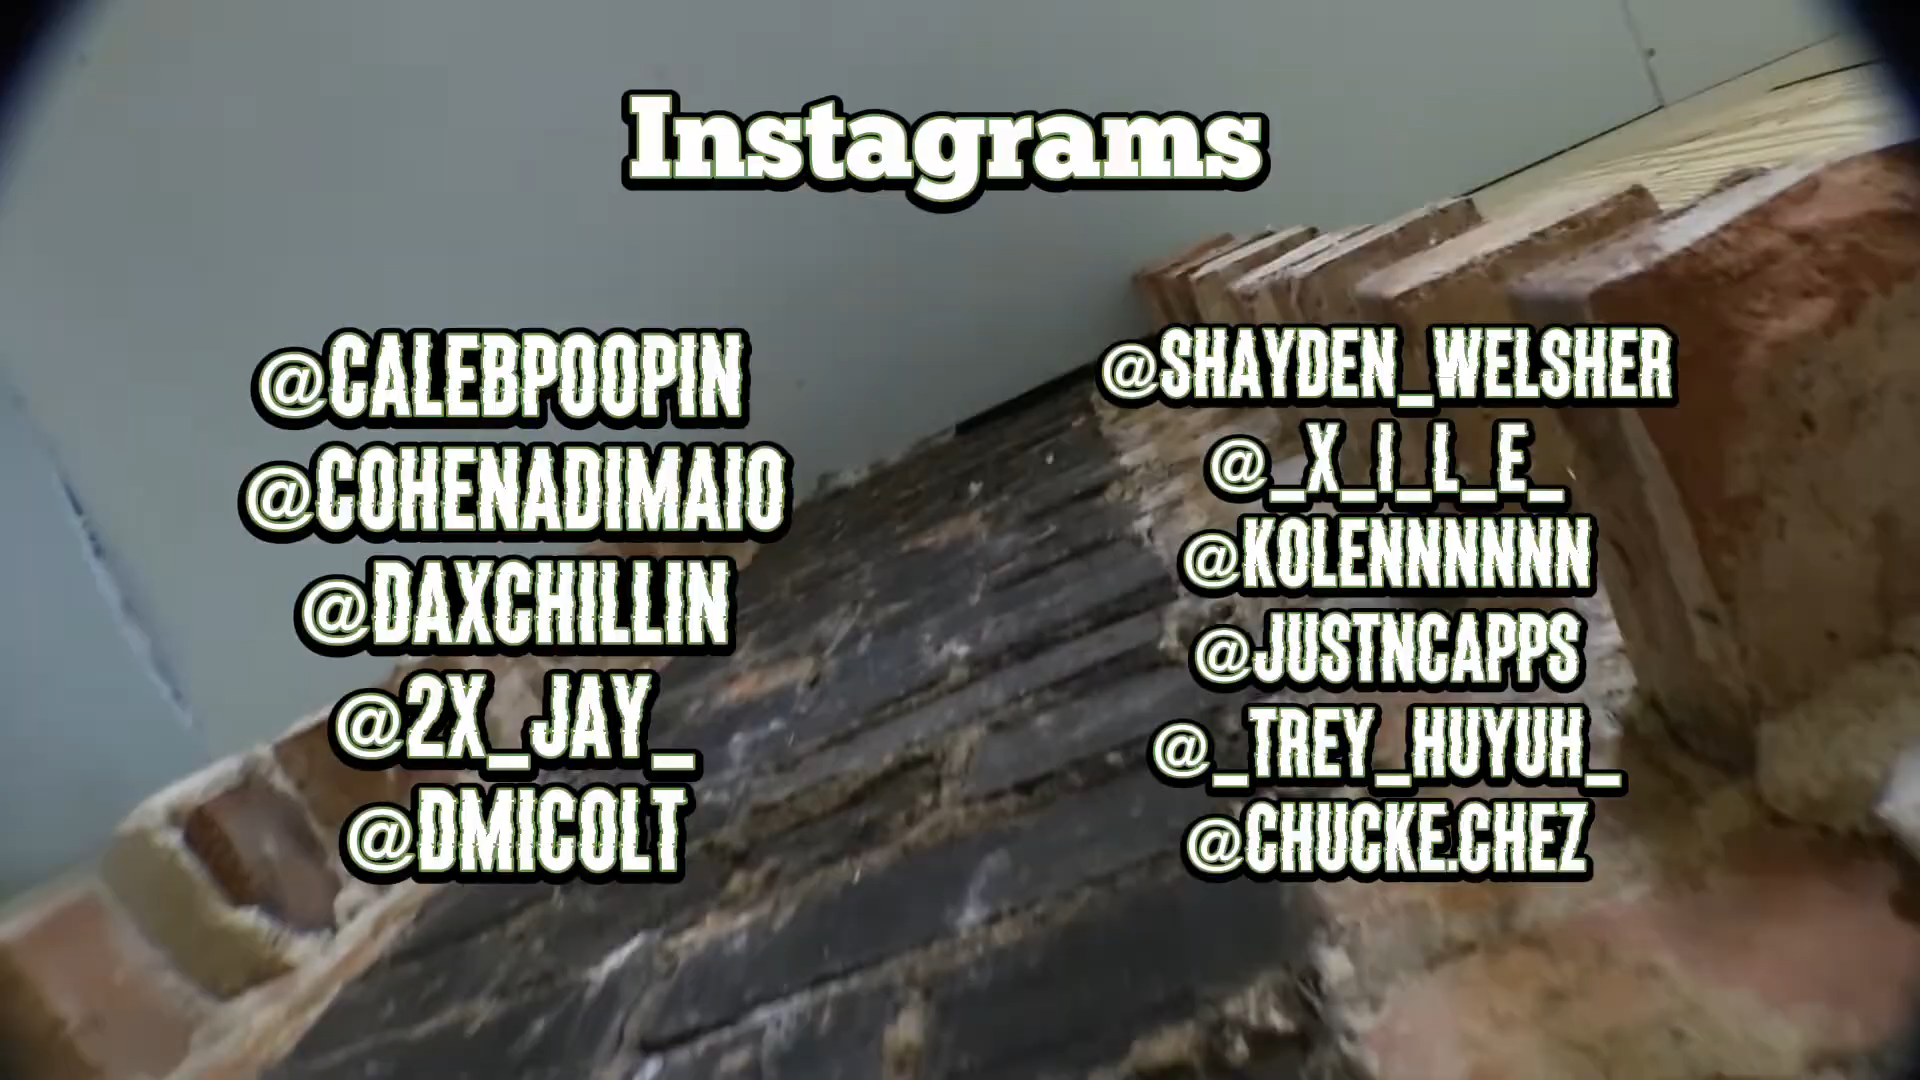 Instagrams
@CALEBPOOPIN
@COHENADIMAIO
@DAXCHILLIN
@2X_JAY_
@DMICOLT
@SHAYDEN_WELSHER
@_X_I_L_E_
@KOLENNNNNN
@JUSTNCAPPS
@_TREY_HUYUH_
@CHUCKE.CHEZ